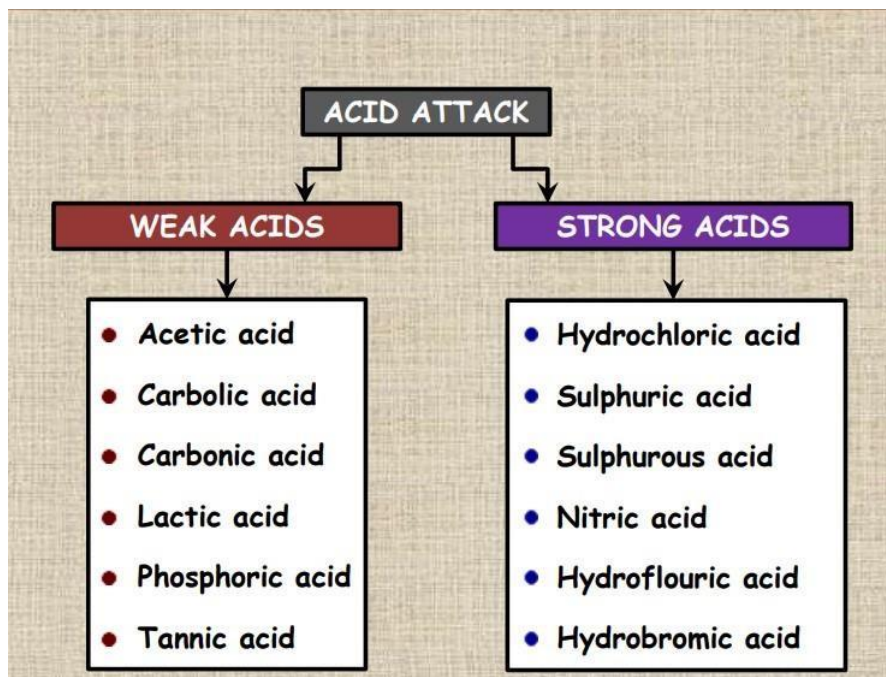 ACID ATTACK
WEAK ACIDS
Acetic acid
Carbolic acid
Carbonic acid
Lactic acid
Phosphoric acid
Tannic acid
STRONG ACIDS
Hydrochloric acid
Sulphuric acid
Sulphurous acid
Nitric acid
Hydroflouric acid
Hydrobromic acid